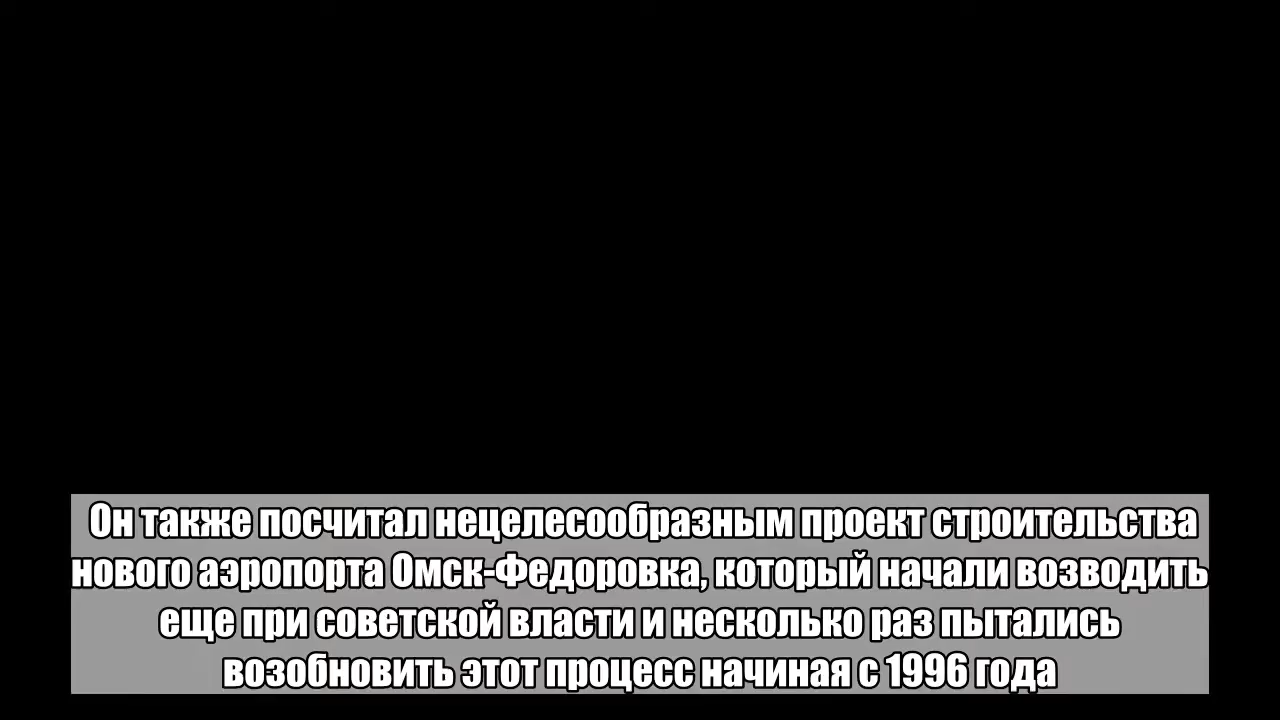 Он также посчитал нецелесообразным проект строительства
нового аэропорта Омск-Федоровка, который начали возводить
еще при советской власти и несколько раз пытались
возобновить этот процесс начиная с 1996 года